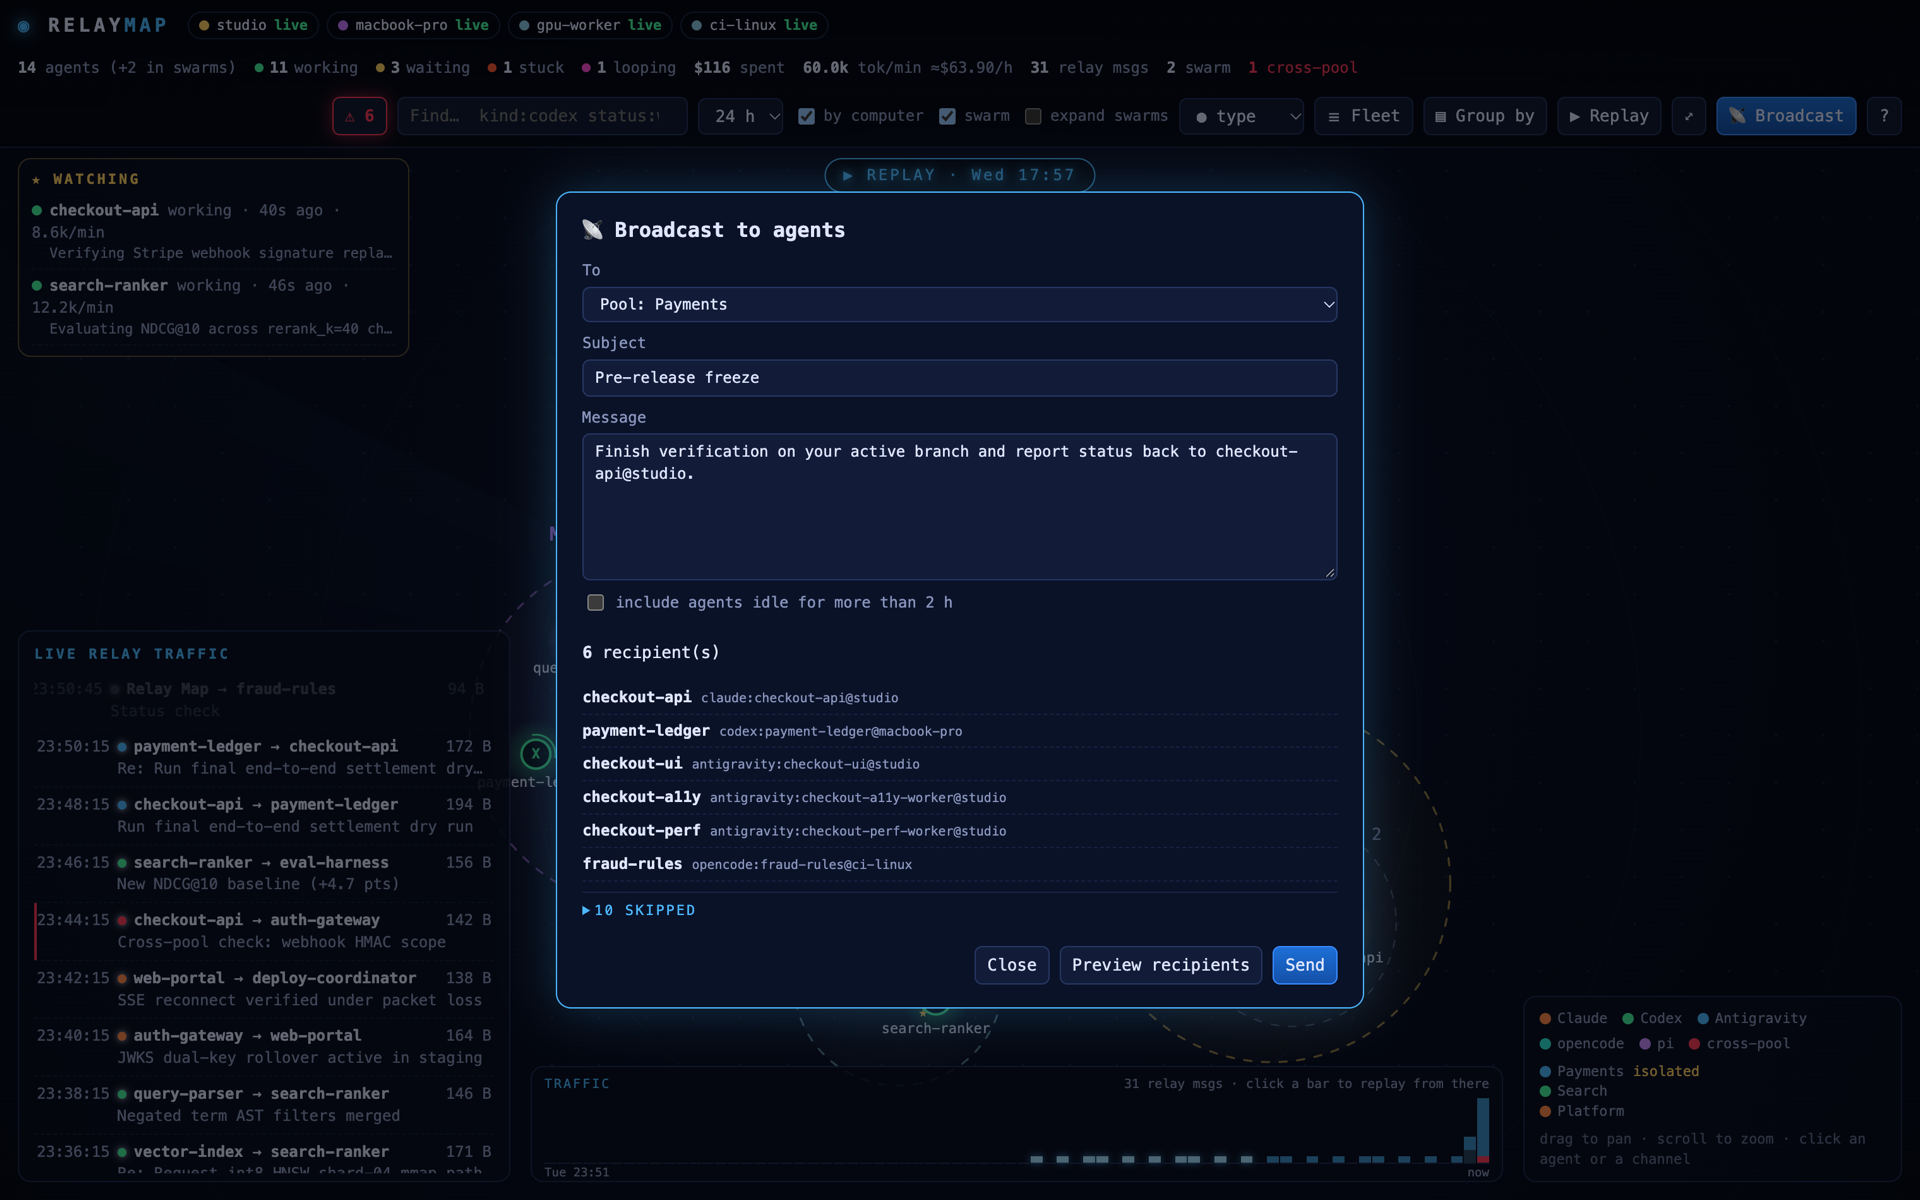 RELAYMAP studio live macbook-pro live gpu-worker live ci-linux live
14 agents (+2 in swarms) 11 working 3 waiting 1 stuck 1 looping $116 spent 60.0k tok/min ≈$63.90/h 31 relay msgs 2 swarm 1 cross-pool
⚠ 6 Find… kind:codex status: 24 h by computer swarm expand swarms ● type ≡ Fleet ▤ Group by ▶ Replay ⤢ Broadcast ?
★ WATCHING
checkout-api working · 40s ago ·
8.6k/min
Verifying Stripe webhook signature repla…
search-ranker working · 46s ago ·
12.2k/min
Evaluating NDCG@10 across rerank_k=40 ch…
▶ REPLAY · Wed 17:57
Broadcast to agents
To
Pool: Payments
Subject
Pre-release freeze
Message
Finish verification on your active branch and report status back to checkout-
api@studio.
include agents idle for more than 2 h
6 recipient(s)
checkout-api claude:checkout-api@studio
payment-ledger codex:payment-ledger@macbook-pro
checkout-ui antigravity:checkout-ui@studio
checkout-a11y antigravity:checkout-a11y-worker@studio
checkout-perf antigravity:checkout-perf-worker@studio
fraud-rules opencode:fraud-rules@ci-linux
▶10 SKIPPED
Close Preview recipients Send
LIVE RELAY TRAFFIC
23:50:45 Relay Map → fraud-rules 94 B
Status check
23:50:15 payment-ledger → checkout-api 172 B
Re: Run final end-to-end settlement dry…
23:48:15 checkout-api → payment-ledger 194 B
Run final end-to-end settlement dry run
23:46:15 search-ranker → eval-harness 156 B
New NDCG@10 baseline (+4.7 pts)
23:44:15 checkout-api → auth-gateway 142 B
Cross-pool check: webhook HMAC scope
23:42:15 web-portal → deploy-coordinator 138 B
SSE reconnect verified under packet loss
23:40:15 auth-gateway → web-portal 164 B
JWKS dual-key rollover active in staging
23:38:15 query-parser → search-ranker 146 B
Negated term AST filters merged
23:36:15 vector-index → search-ranker 171 B
Re: Request int8 HNSW shard-04 mmap path
que
X
payment-le
2
pi
search-ranker
TRAFFIC 31 relay msgs · click a bar to replay from there
Tue 23:51 now
Claude Codex Antigravity
opencode pi cross-pool
Payments isolated
Search
Platform
drag to pan · scroll to zoom · click an
agent or a channel